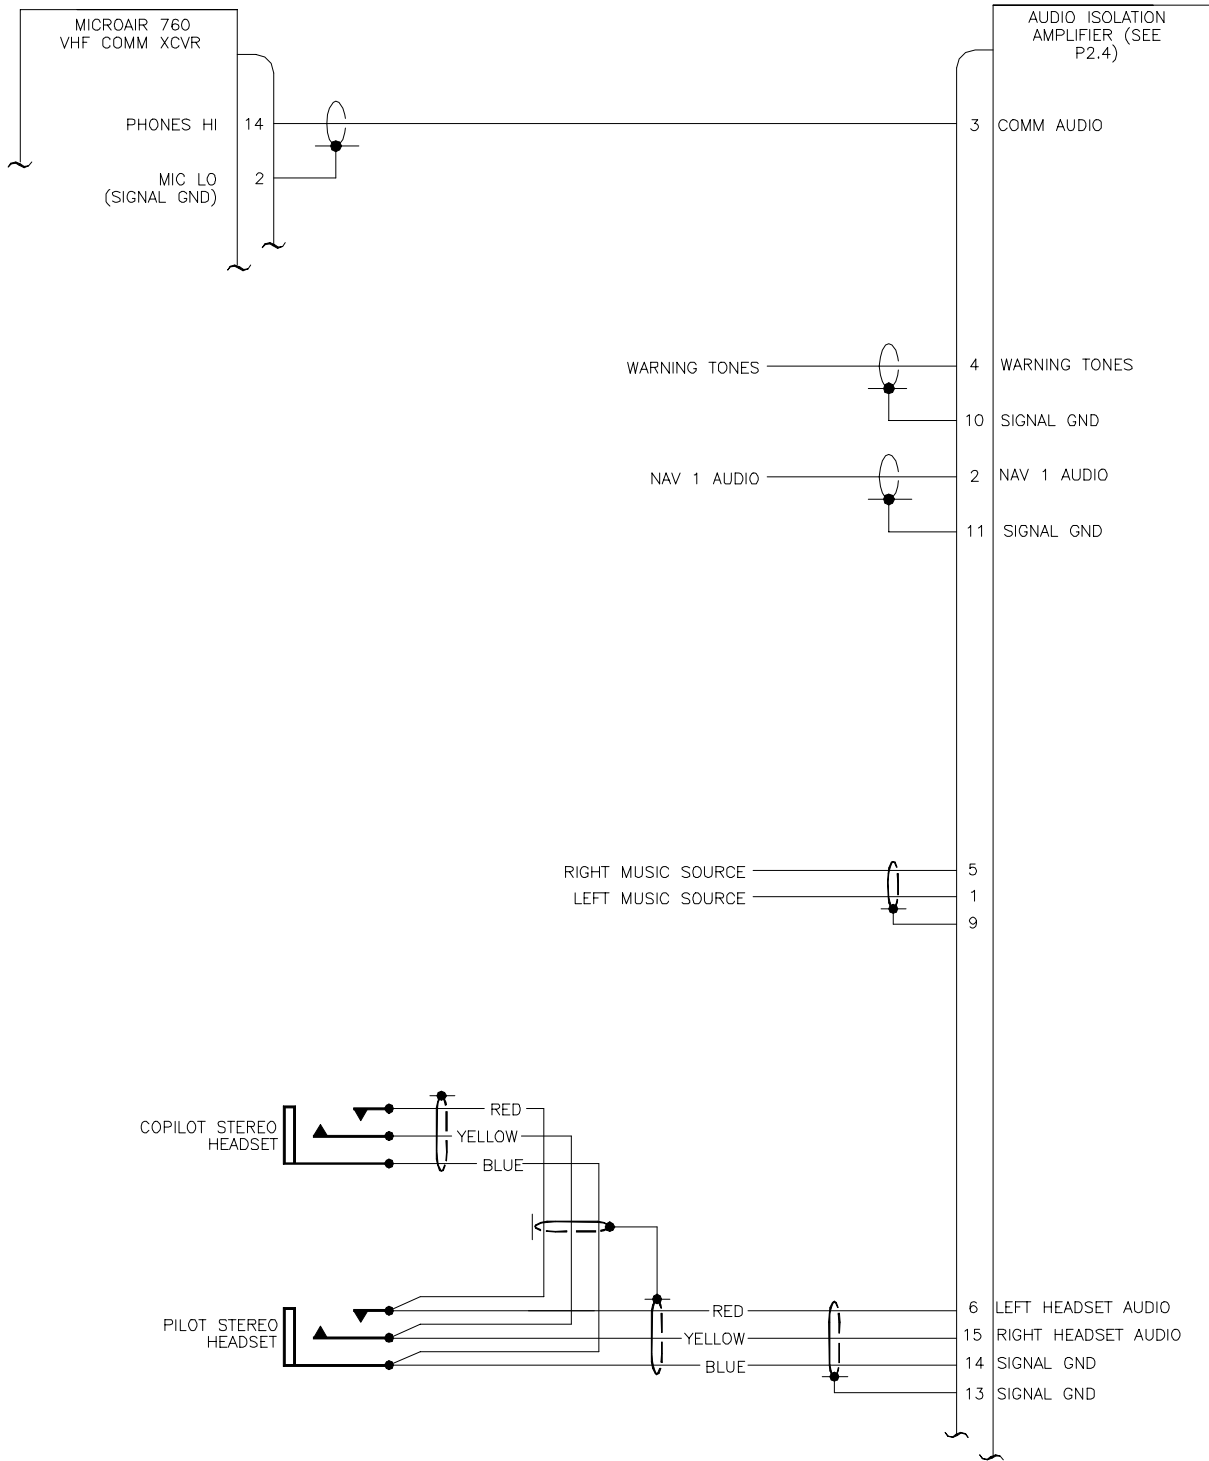 MICROAIR 760
VHF COMM XCVR
AUDIO ISOLATION
AMPLIFIER (SEE
P2.4)
PHONES HI 14
3 COMM AUDIO
MIC LO 2
(SIGNAL GND)
WARNING TONES
4 WARNING TONES
10 SIGNAL GND
NAV 1 AUDIO
2 NAV 1 AUDIO
11 SIGNAL GND
RIGHT MUSIC SOURCE 5
LEFT MUSIC SOURCE 1
9
COPILOT STEREO
HEADSET
RED
YELLOW
BLUE
PILOT STEREO
HEADSET
RED
6 LEFT HEADSET AUDIO
YELLOW
15 RIGHT HEADSET AUDIO
BLUE
14 SIGNAL GND
13 SIGNAL GND